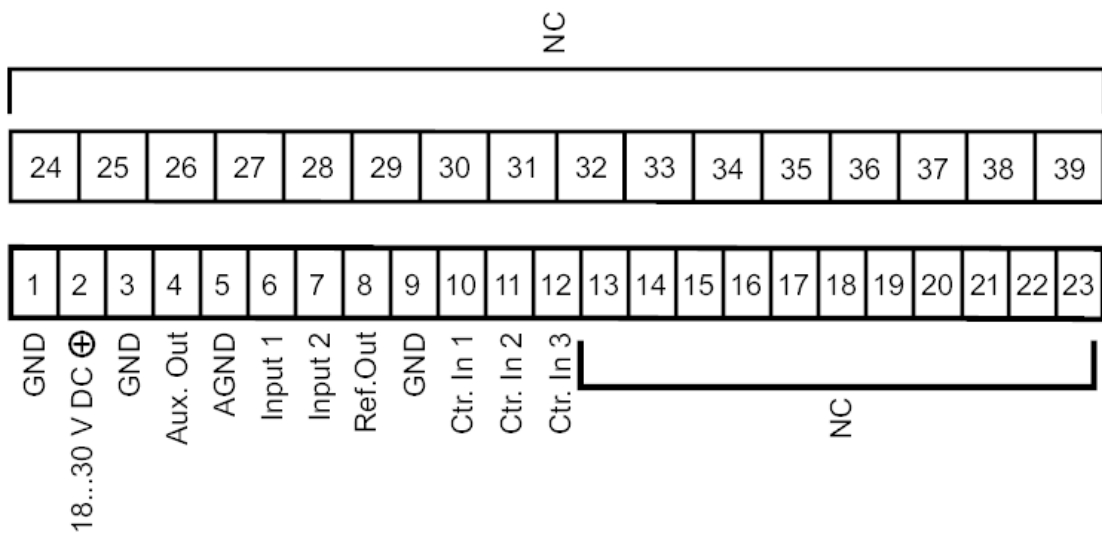 NC
24 25 26 27 28 29 30 31 32 33 34 35 36 37 38 39
1 2 3 4 5 6 7 8 9 10 11 12 13 14 15 16 17 18 19 20 21 22 23
GND
18...30 V DC ⊕
GND
Aux. Out
AGND
Input 1
Input 2
Ref.Out
GND
Ctr. In 1
Ctr. In 2
Ctr. In 3
NC